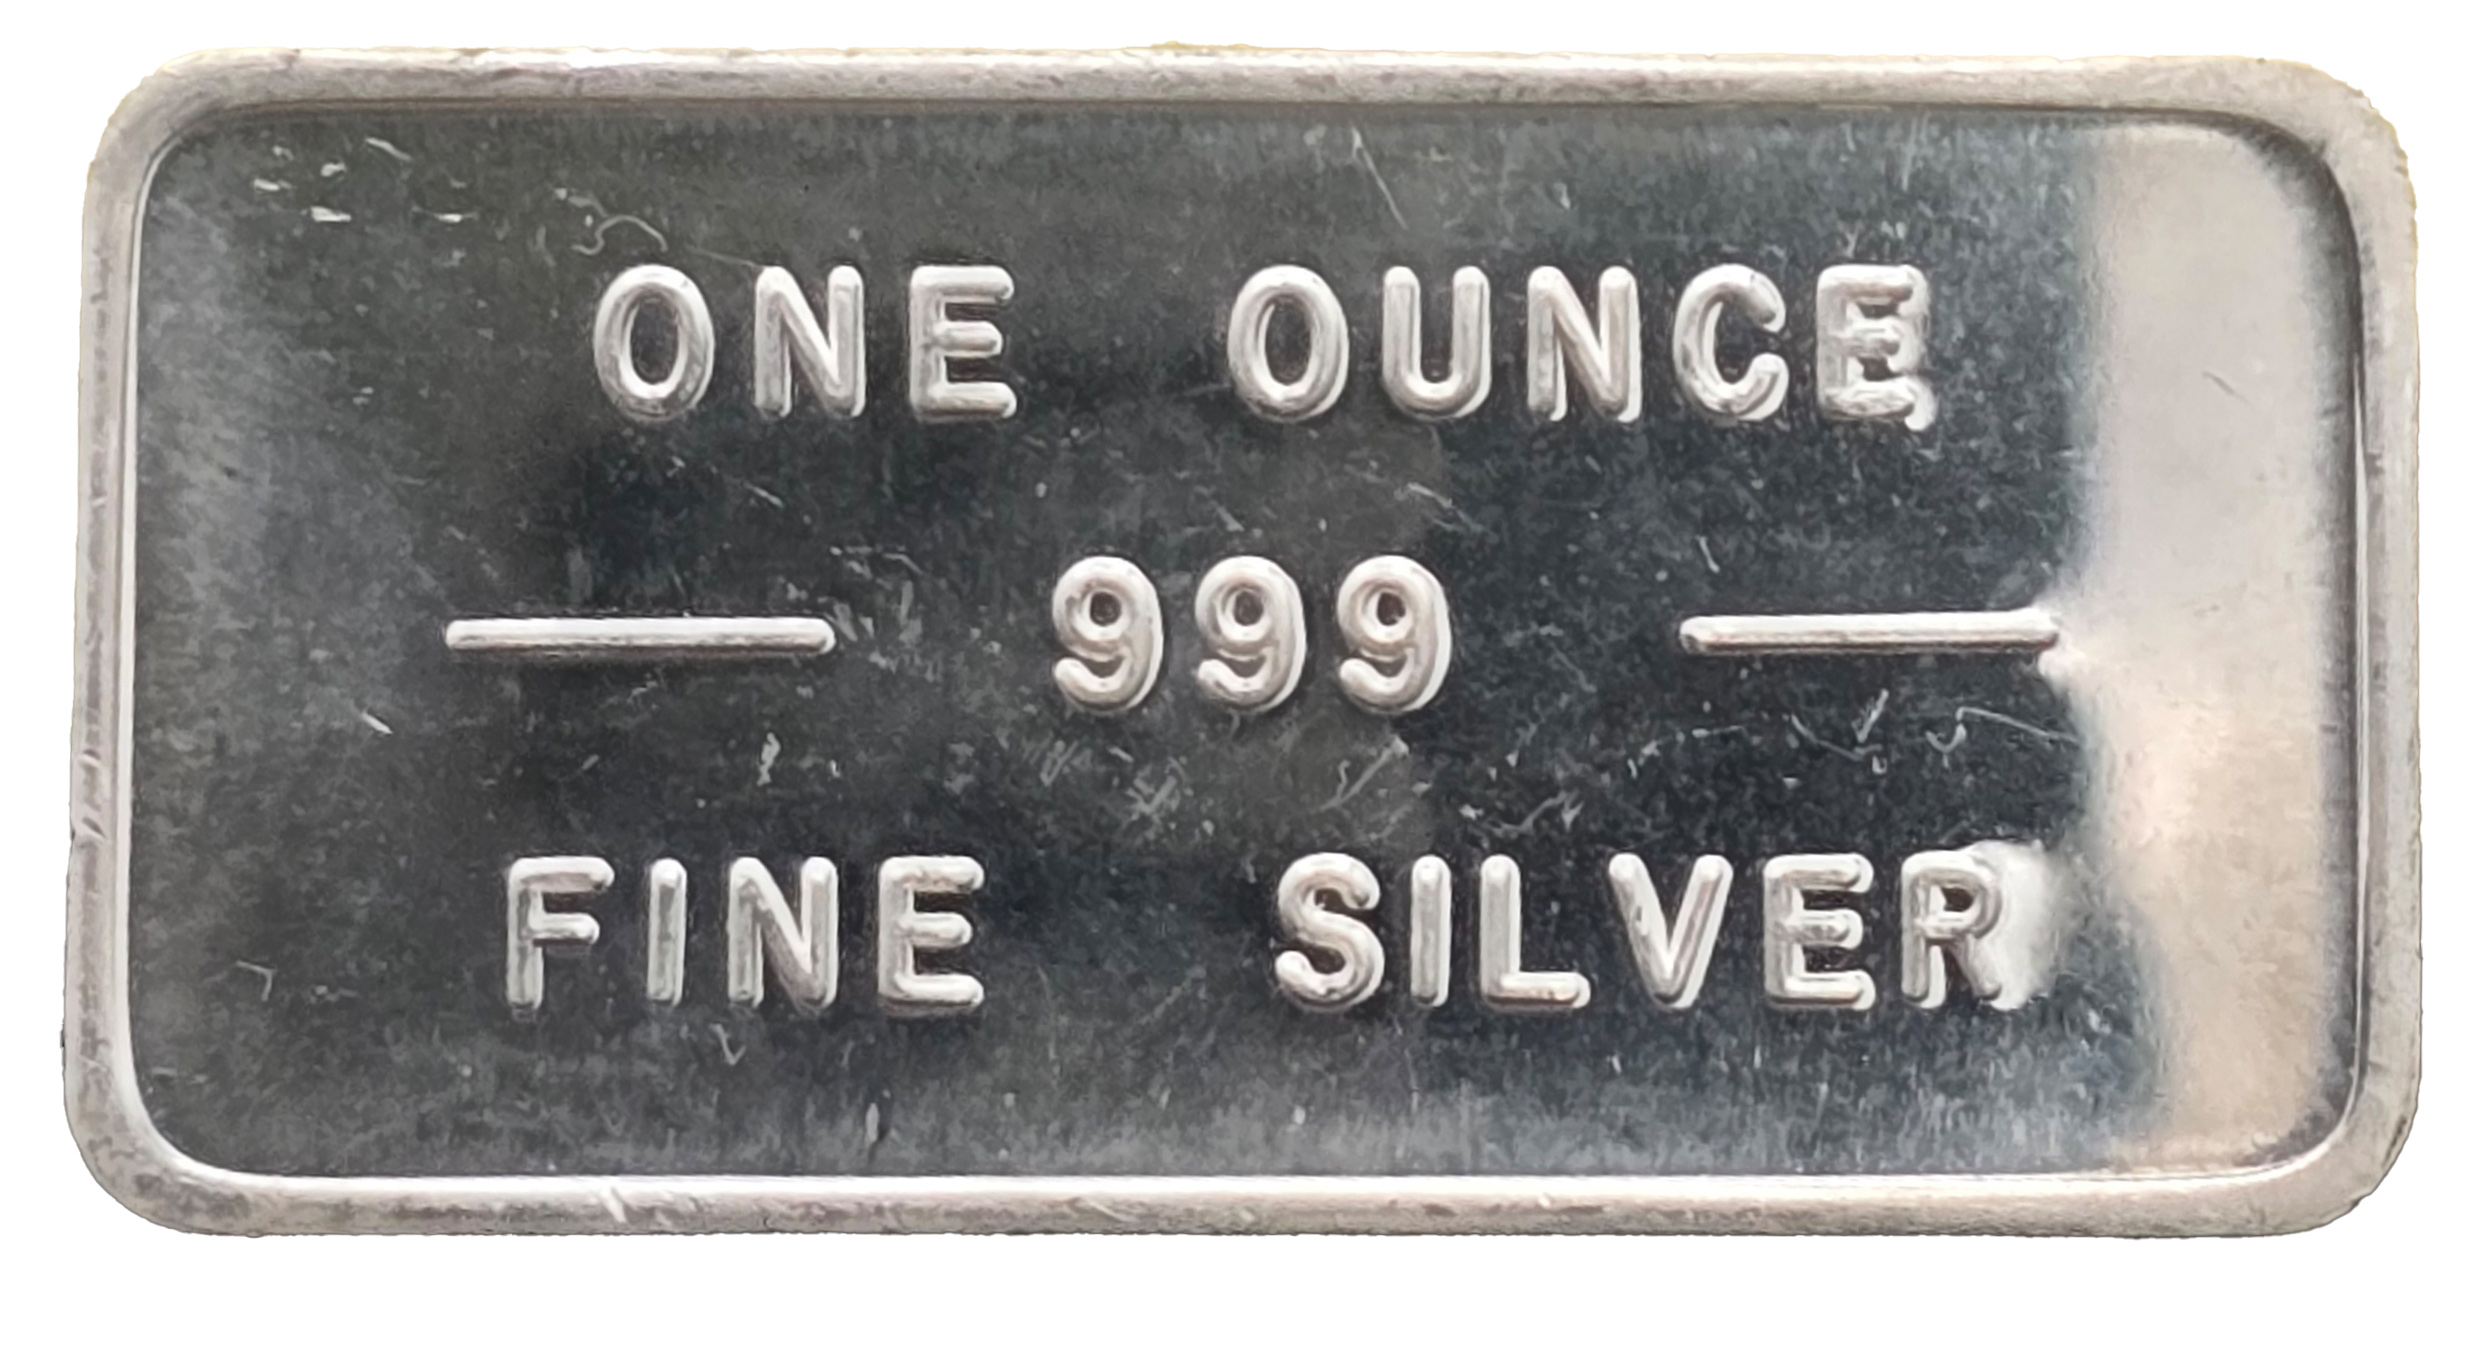 ONE OUNCE
— 999 —
FINE SILVER